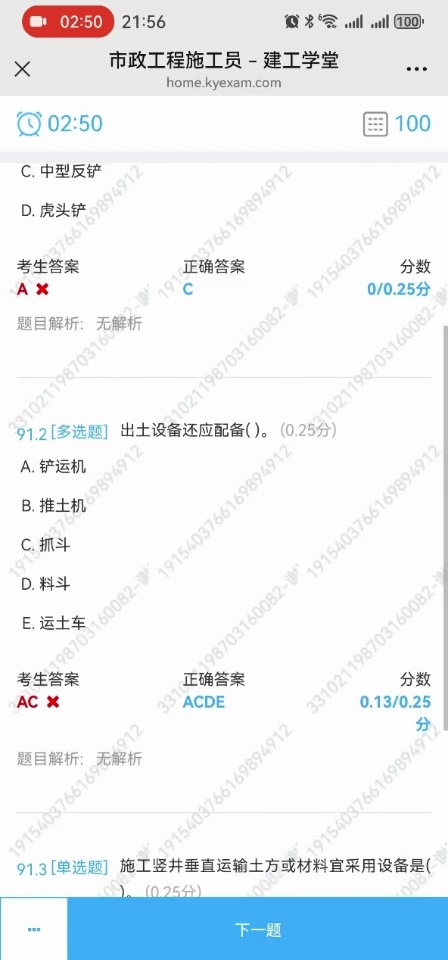 02:50 21:56 100
市政工程施工员 – 建工学堂
home.kyexam.com
02:50 100
C. 中型反铲
D. 虎头铲
考生答案 正确答案 分数
A ✖ C 0/0.25分
题目解析： 无解析
91.2 [多选题] 出土设备还应配备( )。 (0.25分)
A. 铲运机
B. 推土机
C. 抓斗
D. 料斗
E. 运土车
考生答案 正确答案 分数
AC ✖ ACDE 0.13/0.25
分
题目解析： 无解析
91.3 [单选题] 施工竖井垂直运输土方或材料宜采用设备是(
)。 (0.25分)
下一题